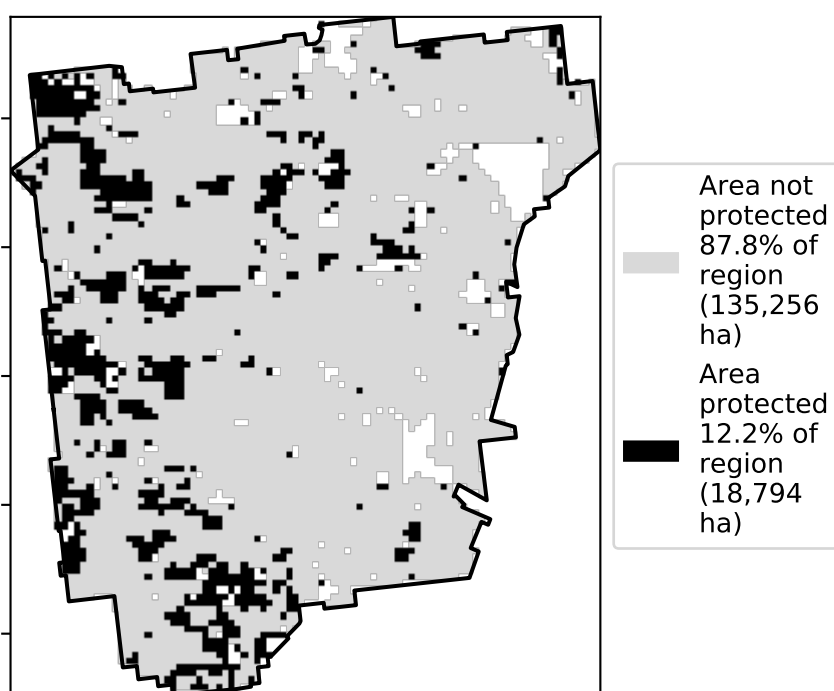 Area not
protected
87.8% of
region
(135,256
ha)
Area
protected
12.2% of
region
(18,794
ha)